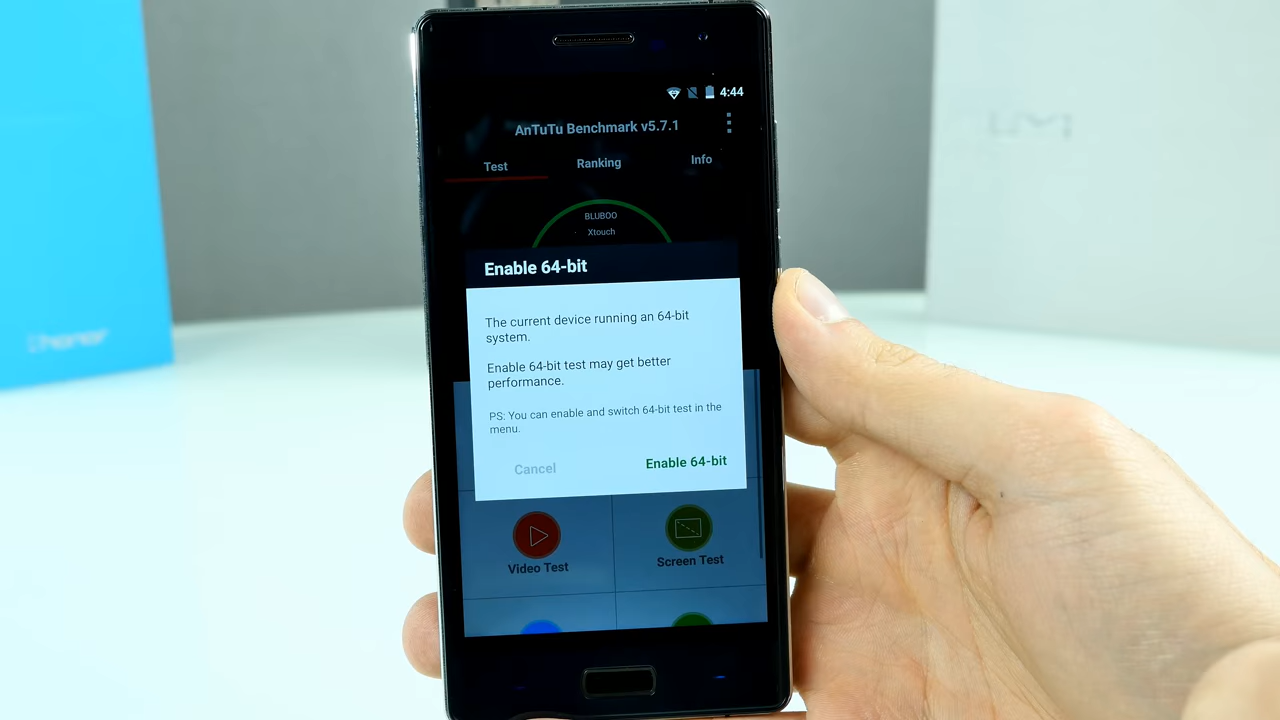 4:44
AnTuTu Benchmark v5.7.1
Test
Ranking
Info
BLUBOO
Xtouch
Enable 64-bit
The current device running an 64-bit
system.
Enable 64-bit test may get better
performance.
PS: You can enable and switch 64-bit test in the
menu.
Cancel
Enable 64-bit
Video Test
Screen Test
honor
UMi